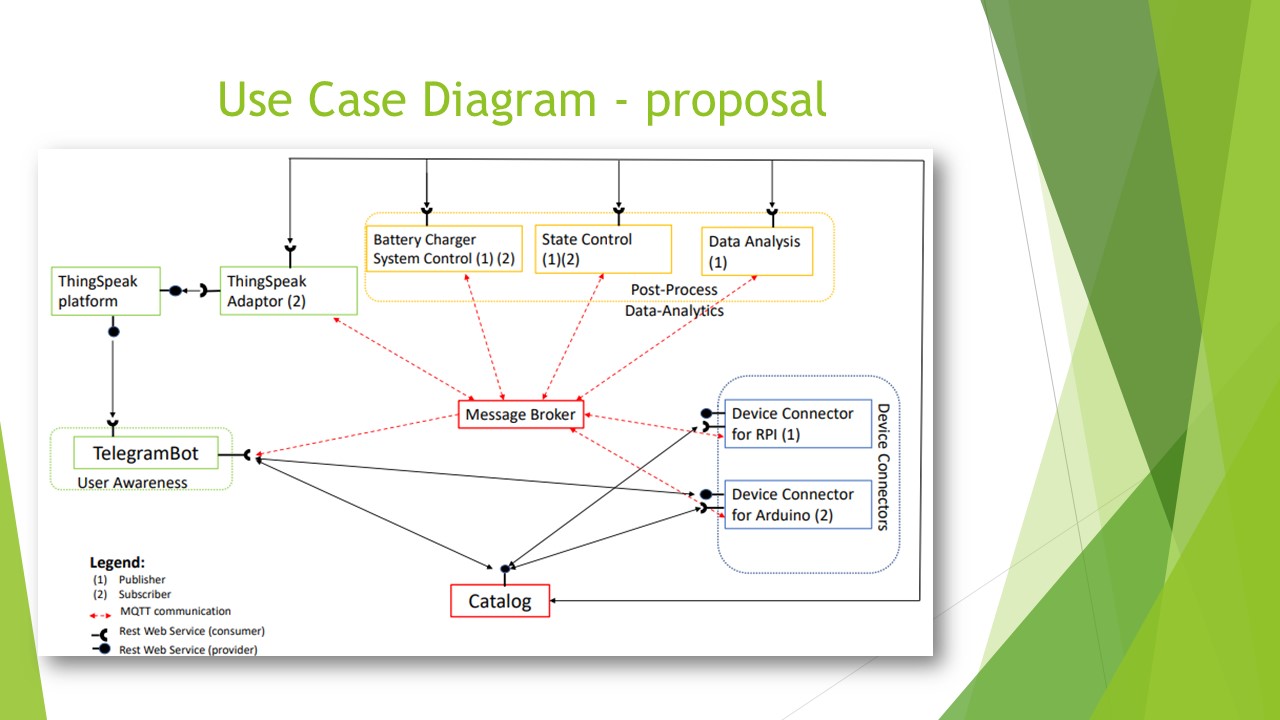 Use Case Diagram - proposal
Battery Charger
System Control (1) (2)
State Control
(1)(2)
Data Analysis
(1)
ThingSpeak
platform
ThingSpeak
Adaptor (2)
Post-Process
Data-Analytics
Message Broker
Device Connector
for RPI (1)
Device Connectors
TelegramBot
User Awareness
Device Connector
for Arduino (2)
Catalog
Legend:
(1) Publisher
(2) Subscriber
MQTT communication
Rest Web Service (consumer)
Rest Web Service (provider)